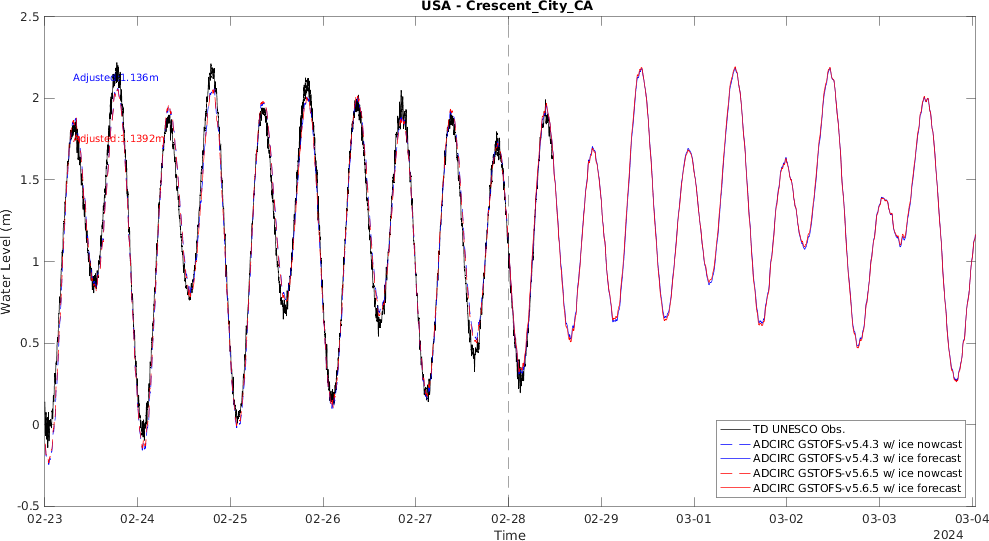 USA - Crescent_City_CA
2.5
2
1.5
1
0.5
0
-0.5
Water Level (m)
Adjusted:1.136m
Adjusted:1.1392m
TD UNESCO Obs.
ADCIRC GSTOFS-v5.4.3 w/ ice nowcast
ADCIRC GSTOFS-v5.4.3 w/ ice forecast
ADCIRC GSTOFS-v5.6.5 w/ ice nowcast
ADCIRC GSTOFS-v5.6.5 w/ ice forecast
02-23 02-24 02-25 02-26 02-27 02-28 02-29 03-01 03-02 03-03 03-04
Time
2024